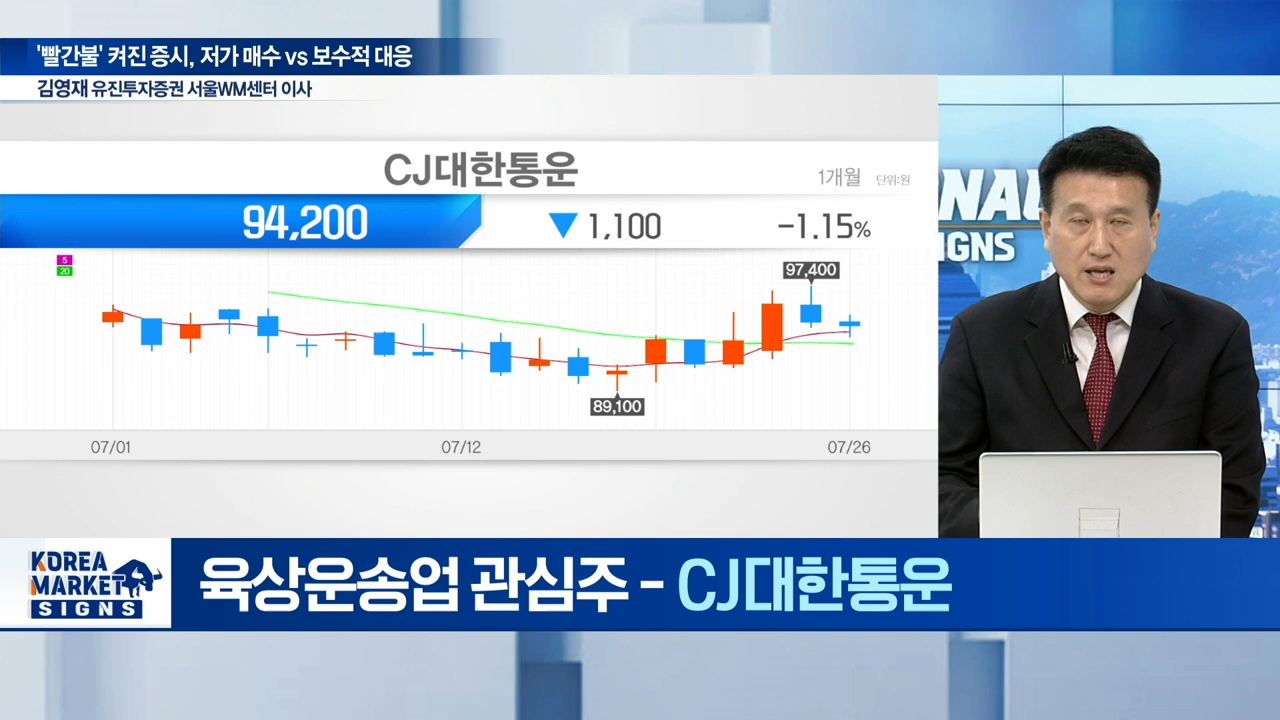 '빨간불' 켜진 증시, 저가 매수 vs 보수적 대응
김영재 유진투자증권 서울WM센터 이사
CJ대한통운
1개월 단위:원
94,200 ▼ 1,100 -1.15%
5
20
97,400
89,100
07/01 07/12 07/26
NAL
IGNS
KOREA
MARKET
SIGNS
육상운송업 관심주 - CJ대한통운